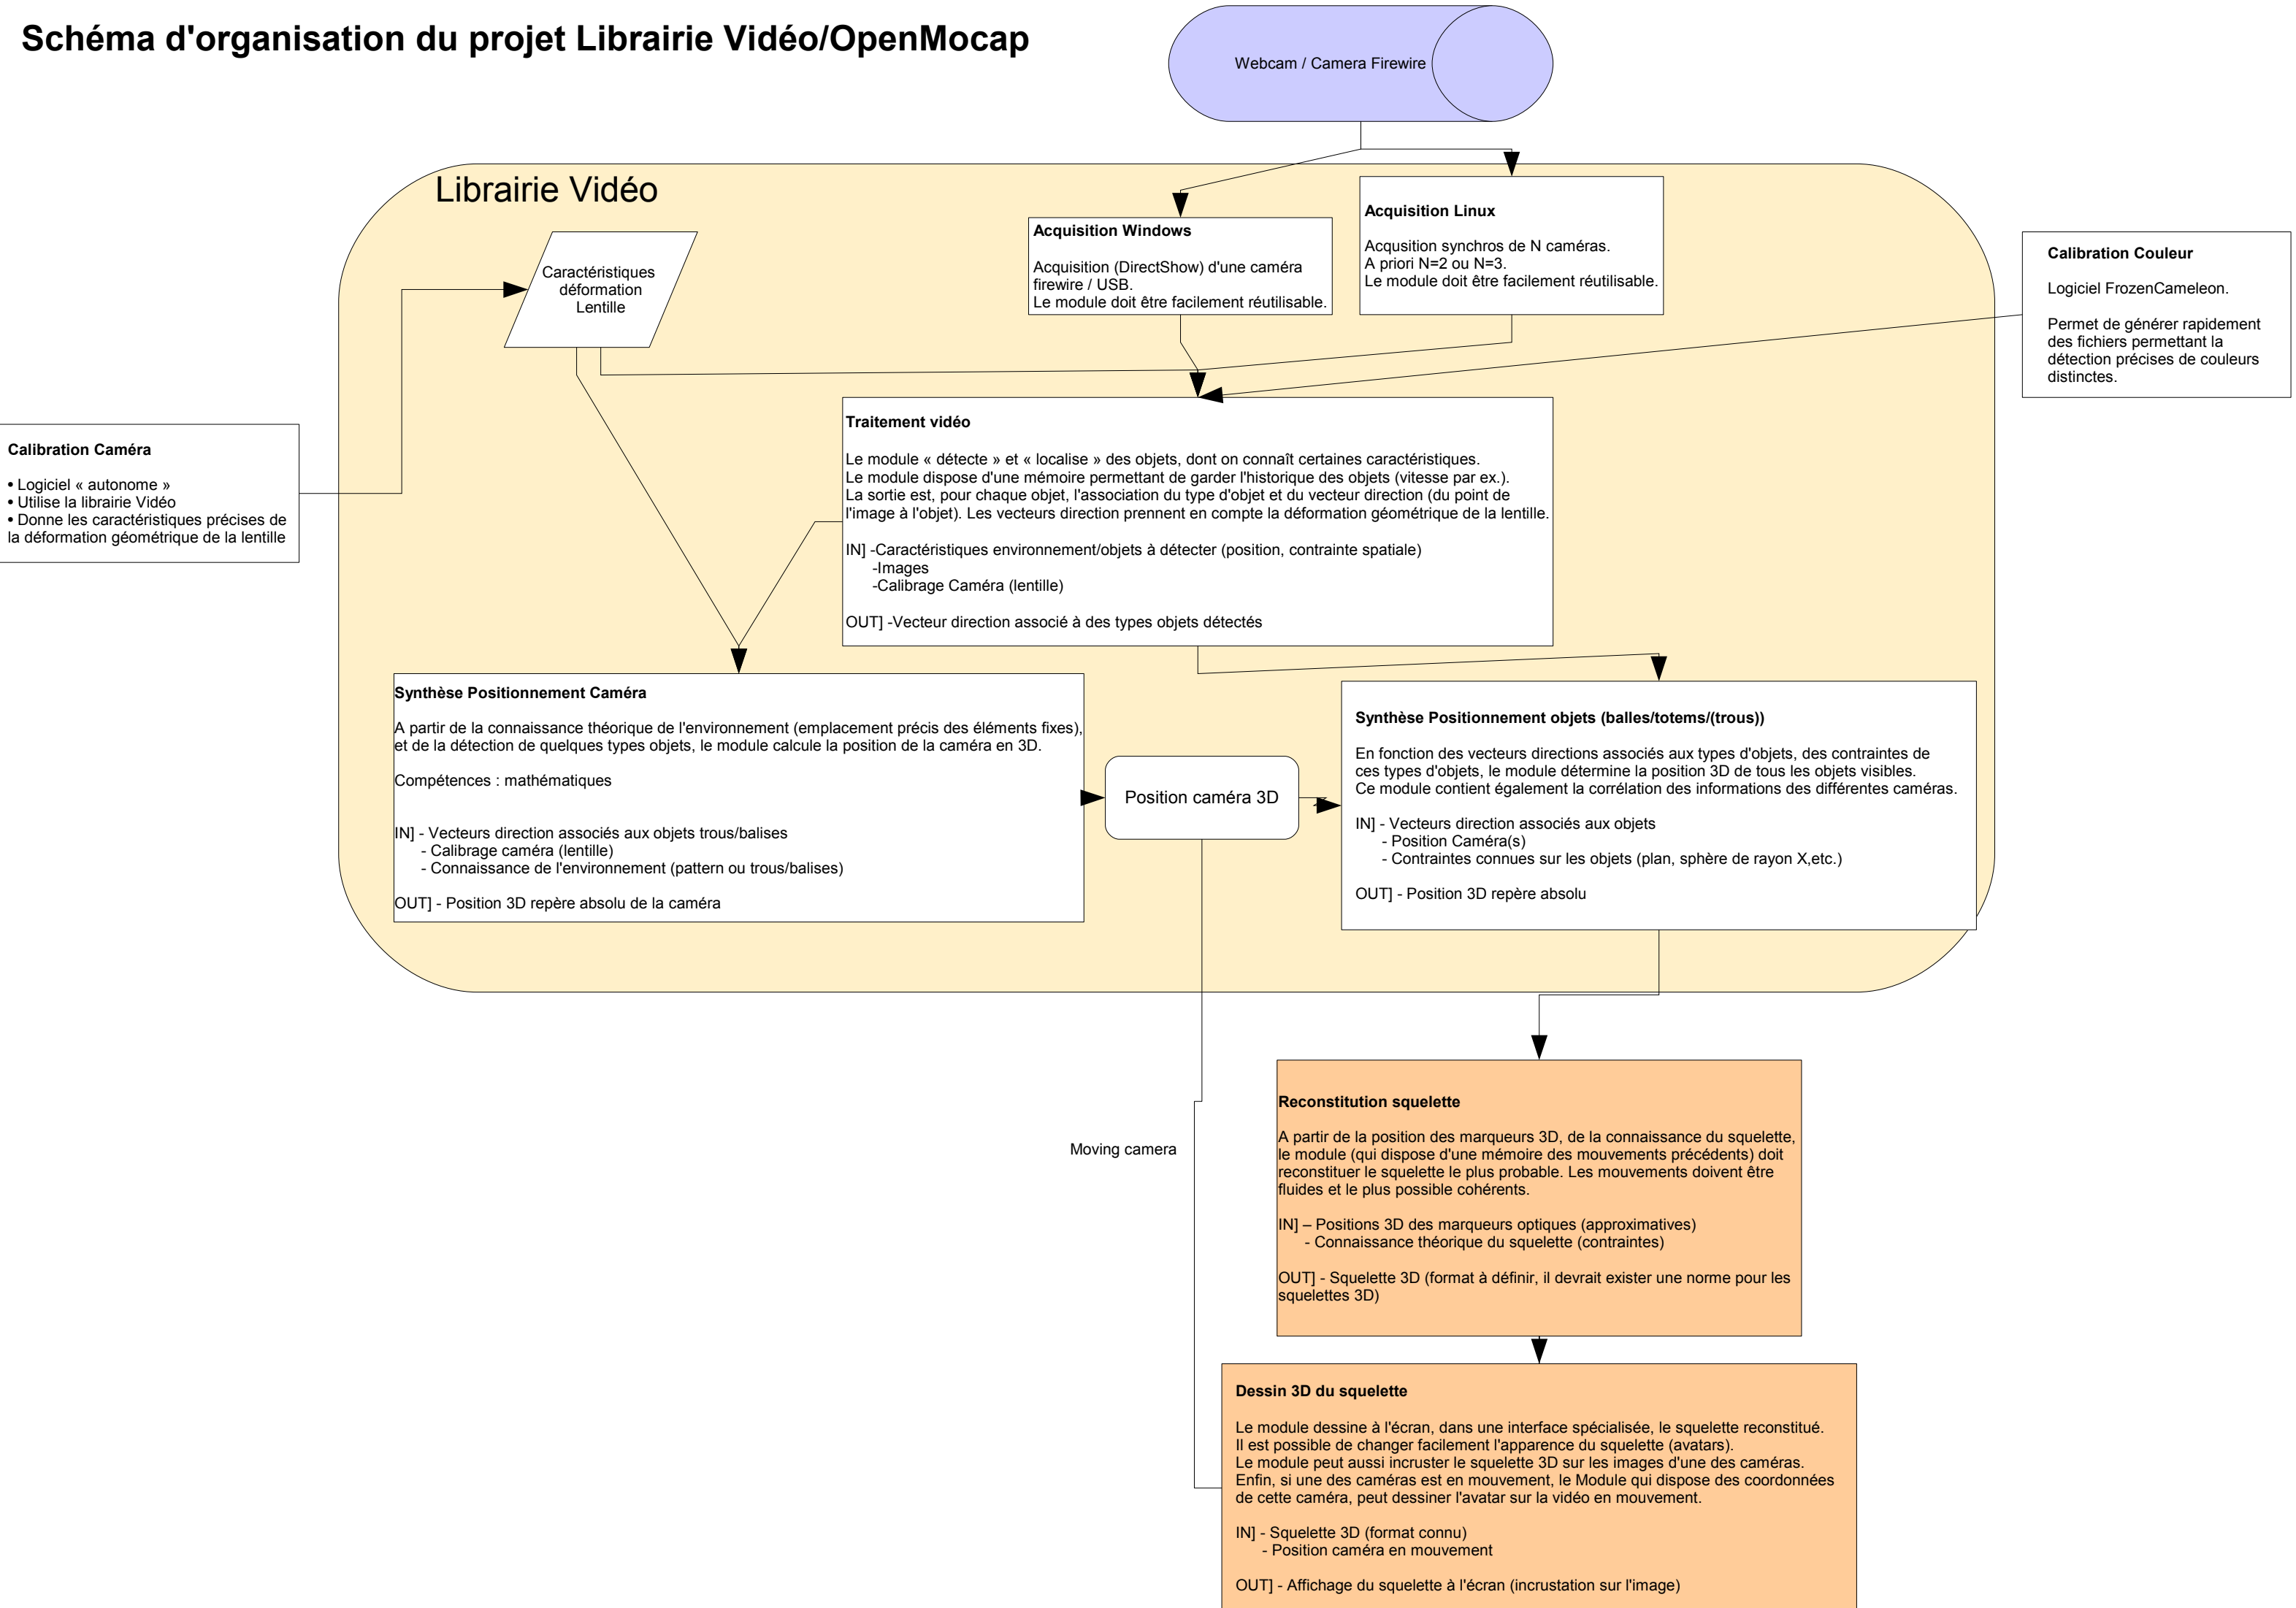 Schéma d'organisation du projet Librairie Vidéo/OpenMocap
Webcam / Camera Firewire
Librairie Vidéo
Caractéristiques
déformation
Lentille
Acquisition Windows
Acquisition (DirectShow) d'une caméra
firewire / USB.
Le module doit être facilement réutilisable.
Acquisition Linux
Acqusition synchros de N caméras.
A priori N=2 ou N=3.
Le module doit être facilement réutilisable.
Calibration Couleur
Logiciel FrozenCameleon.
Permet de générer rapidement
des fichiers permettant la
détection précises de couleurs
distinctes.
Calibration Caméra
• Logiciel « autonome »
• Utilise la librairie Vidéo
• Donne les caractéristiques précises de
la déformation géométrique de la lentille
Traitement vidéo
Le module « détecte » et « localise » des objets, dont on connaît certaines caractéristiques.
Le module dispose d'une mémoire permettant de garder l'historique des objets (vitesse par ex.).
La sortie est, pour chaque objet, l'association du type d'objet et du vecteur direction (du point de
l'image à l'objet). Les vecteurs direction prennent en compte la déformation géométrique de la lentille.
IN] -Caractéristiques environnement/objets à détecter (position, contrainte spatiale)
-Images
-Calibrage Caméra (lentille)
OUT] -Vecteur direction associé à des types objets détectés
Synthèse Positionnement Caméra
A partir de la connaissance théorique de l'environnement (emplacement précis des éléments fixes),
et de la détection de quelques types objets, le module calcule la position de la caméra en 3D.
Compétences : mathématiques
IN] - Vecteurs direction associés aux objets trous/balises
- Calibrage caméra (lentille)
- Connaissance de l'environnement (pattern ou trous/balises)
OUT] - Position 3D repère absolu de la caméra
Position caméra 3D
Synthèse Positionnement objets (balles/totems/(trous))
En fonction des vecteurs directions associés aux types d'objets, des contraintes de
ces types d'objets, le module détermine la position 3D de tous les objets visibles.
Ce module contient également la corrélation des informations des différentes caméras.
IN] - Vecteurs direction associés aux objets
- Position Caméra(s)
- Contraintes connues sur les objets (plan, sphère de rayon X,etc.)
OUT] - Position 3D repère absolu
Moving camera
Reconstitution squelette
A partir de la position des marqueurs 3D, de la connaissance du squelette,
le module (qui dispose d'une mémoire des mouvements précédents) doit
reconstituer le squelette le plus probable. Les mouvements doivent être
fluides et le plus possible cohérents.
IN] – Positions 3D des marqueurs optiques (approximatives)
- Connaissance théorique du squelette (contraintes)
OUT] - Squelette 3D (format à définir, il devrait exister une norme pour les
squelettes 3D)
Dessin 3D du squelette
Le module dessine à l'écran, dans une interface spécialisée, le squelette reconstitué.
Il est possible de changer facilement l'apparence du squelette (avatars).
Le module peut aussi incruster le squelette 3D sur les images d'une des caméras.
Enfin, si une des caméras est en mouvement, le Module qui dispose des coordonnées
de cette caméra, peut dessiner l'avatar sur la vidéo en mouvement.
IN] - Squelette 3D (format connu)
- Position caméra en mouvement
OUT] - Affichage du squelette à l'écran (incrustation sur l'image)